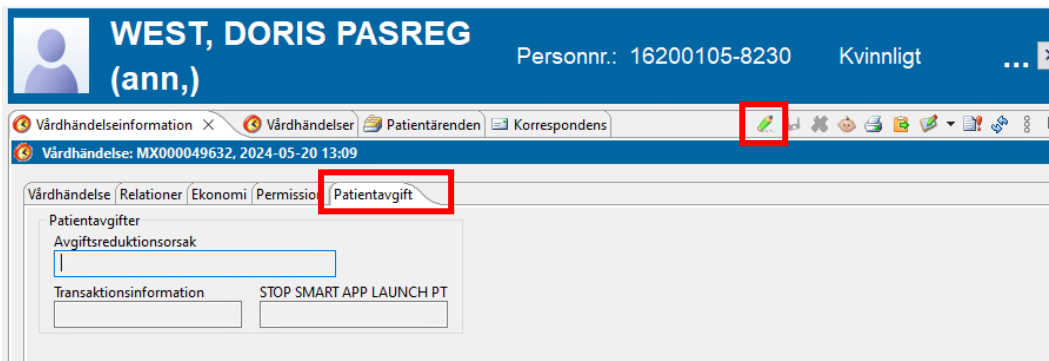 WEST, DORIS PASREG
(ann,)
Personnr.: 16200105-8230 Kvinnligt ...
Vårdhändelseinformation Vårdhändelser Patientärenden Korrespondens
Vårdhändelse: MX000049632, 2024-05-20 13:09
Vårdhändelse Relationer Ekonomi Permission Patientavgift
Patientavgifter
Avgiftsreduktionsorsak
Transaktionsinformation STOP SMART APP LAUNCH PT